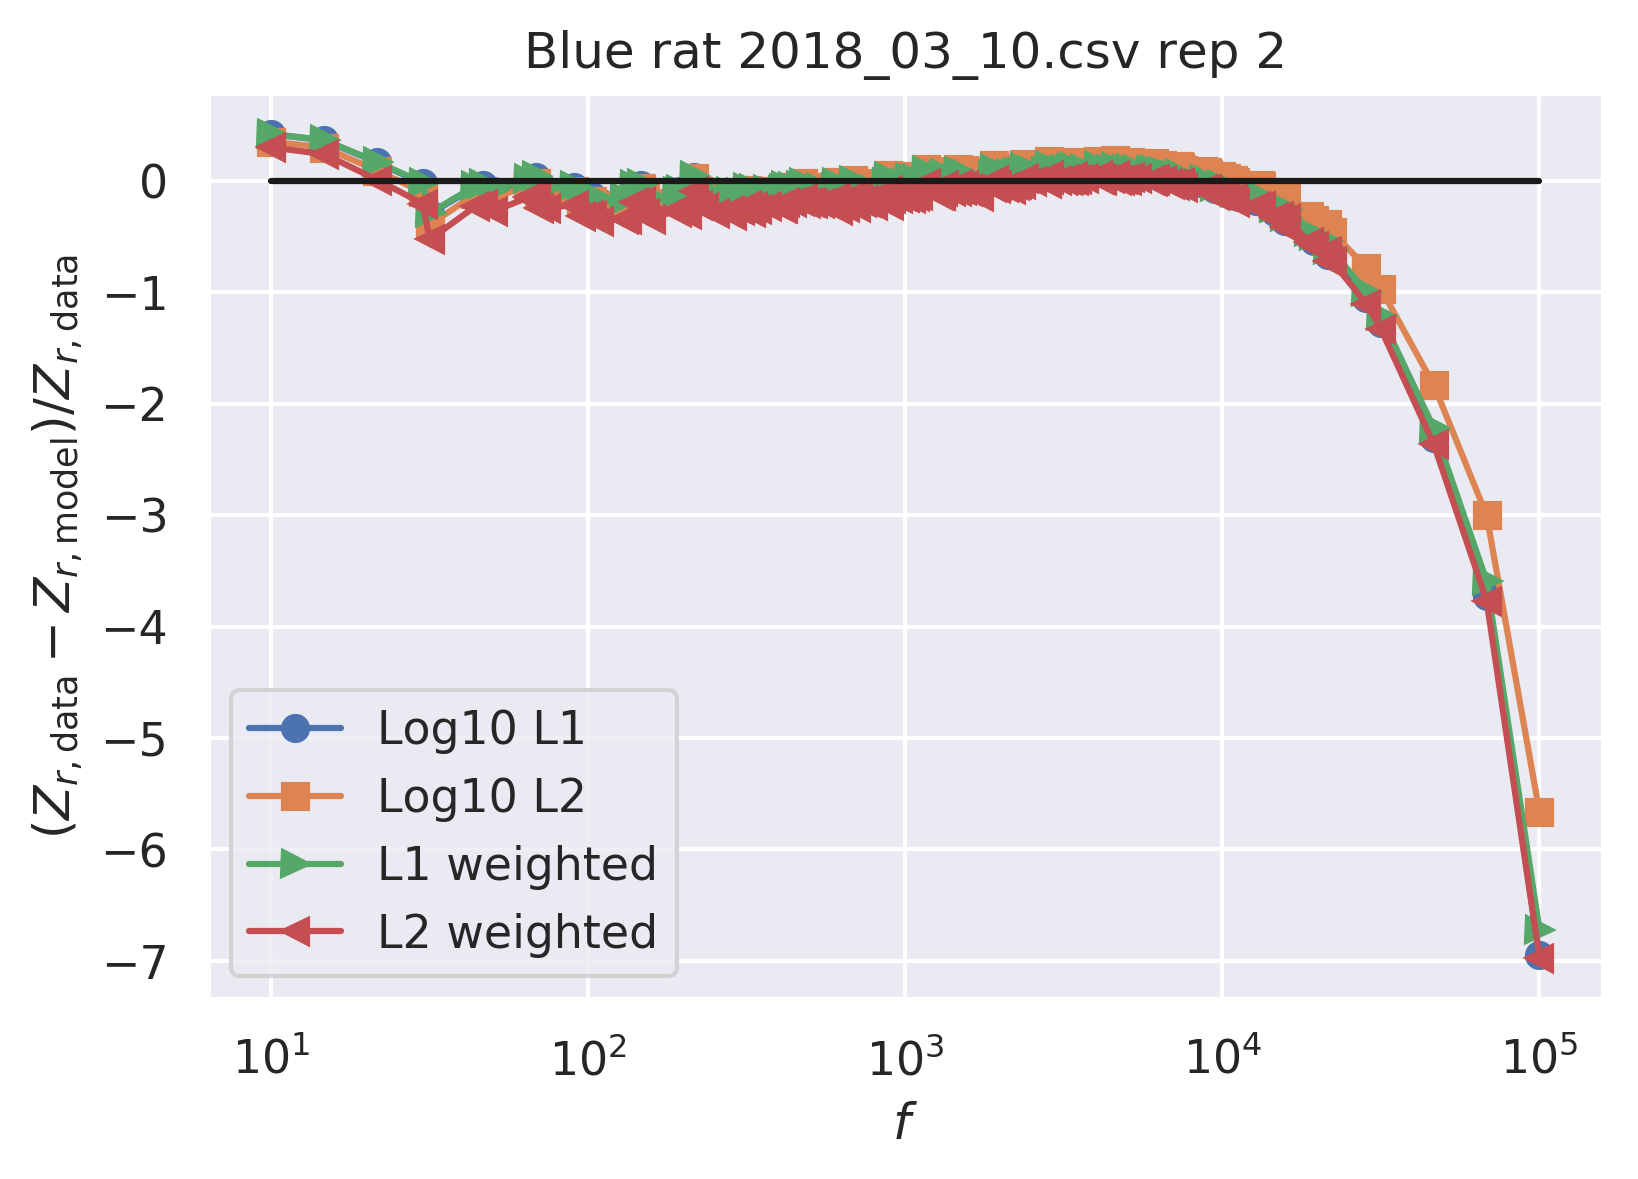 Blue rat 2018_03_10.csv rep 2
(Z_{r, data} − Z_{r, model})/Z_{r, data}
0
−1
−2
−3
−4
−5
−6
−7
Log10 L1
Log10 L2
L1 weighted
L2 weighted
10^1 10^2 10^3 10^4 10^5
f